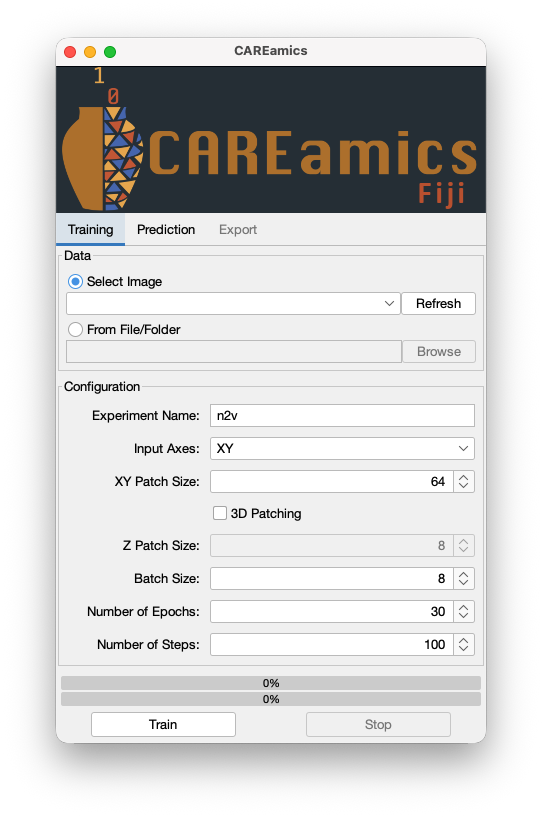 CAREamics
1
0
CAREamics
Fiji
Training Prediction Export
Data
Select Image
Refresh
From File/Folder
Browse
Configuration
Experiment Name: n2v
Input Axes: XY
XY Patch Size: 64
3D Patching
Z Patch Size: 8
Batch Size: 8
Number of Epochs: 30
Number of Steps: 100
0%
0%
Train Stop